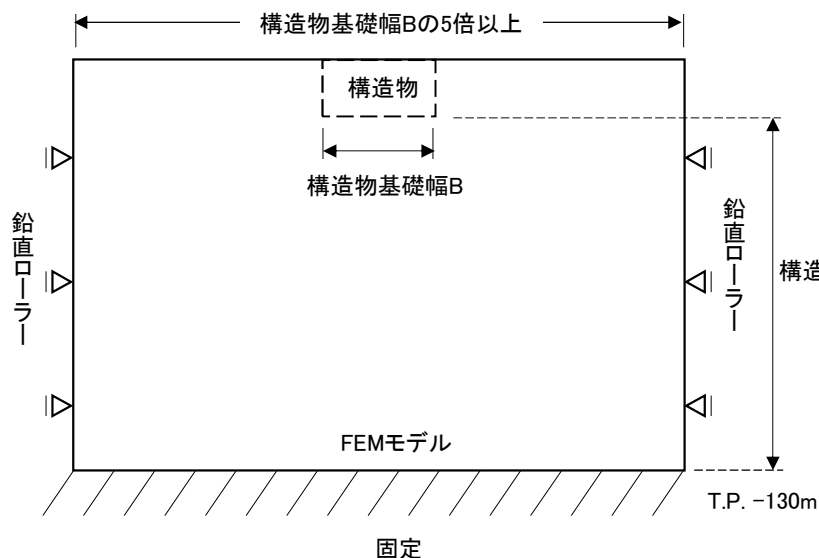 構造物基礎幅Bの5倍以上
構造物
構造物基礎幅B
鉛直ローラー
鉛直ローラー
構造
FEMモデル
T.P. -130m
固定